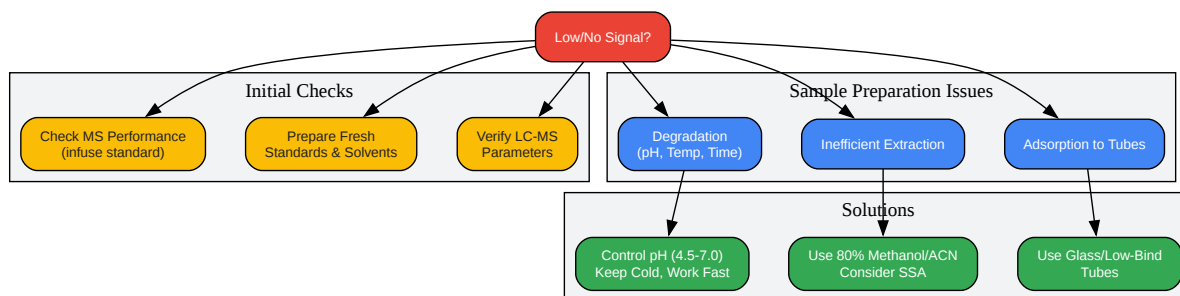 Low/No Signal?
Initial Checks
Sample Preparation Issues
Check MS Performance
(infuse standard)
Prepare Fresh
Standards & Solvents
Verify LC-MS
Parameters
Degradation
(pH, Temp, Time)
Inefficient Extraction
Adsorption to Tubes
Solutions
Control pH (4.5-7.0)
Keep Cold, Work Fast
Use 80% Methanol/ACN
Consider SSA
Use Glass/Low-Bind
Tubes